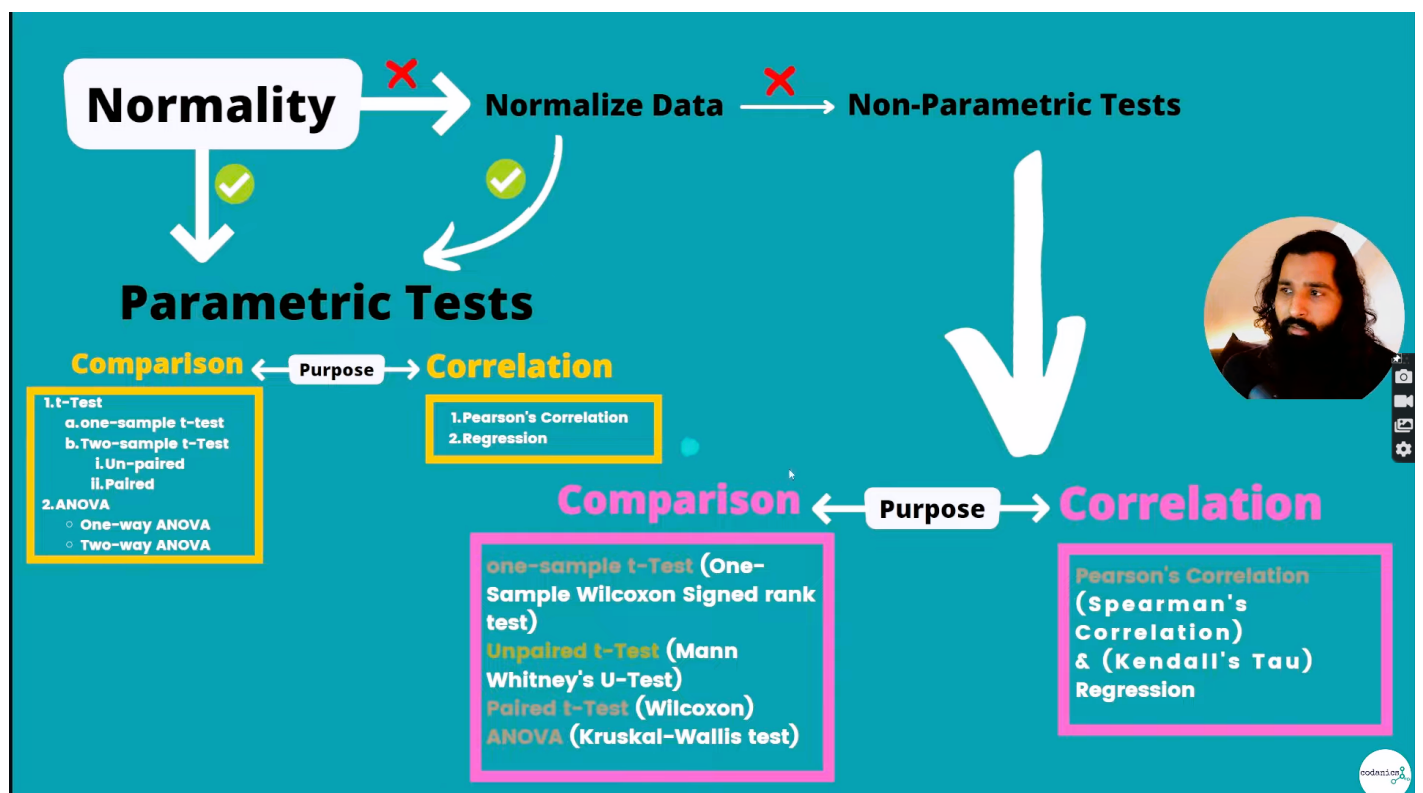 Normality
Normalize Data
Non-Parametric Tests
Parametric Tests
Comparison
Purpose
Correlation
1.t-Test
a.one-sample t-test
b.Two-sample t-Test
i.Un-paired
ii.Paired
2.ANOVA
○ One-way ANOVA
○ Two-way ANOVA
1.Pearson's Correlation
2.Regression
Comparison
Purpose
Correlation
one-sample t-Test (One-
Sample Wilcoxon Signed rank
test)
Unpaired t-Test (Mann
Whitney's U-Test)
Paired t-Test (Wilcoxon)
ANOVA (Kruskal-Wallis test)
Pearson's Correlation
(Spearman's
Correlation)
& (Kendall's Tau)
Regression
codanics